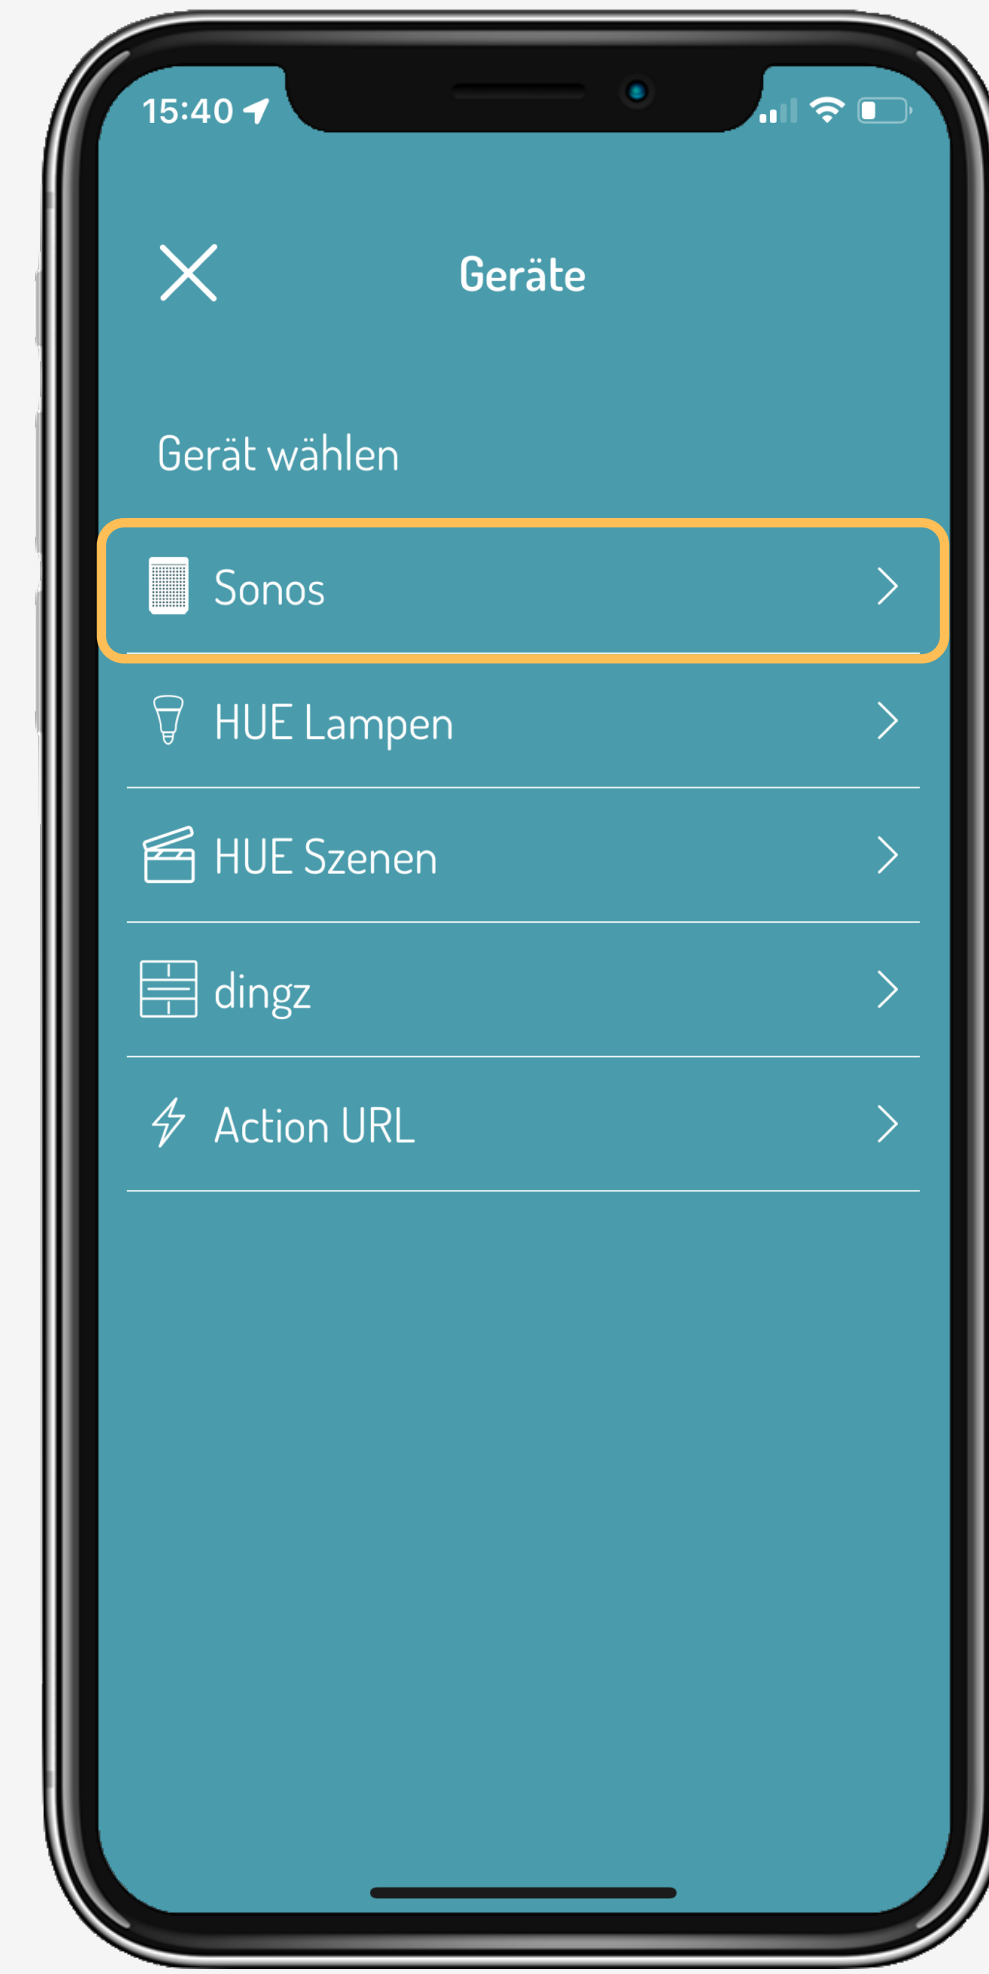 15:40
Geräte
Gerät wählen
Sonos
HUE Lampen
HUE Szenen
dingz
Action URL